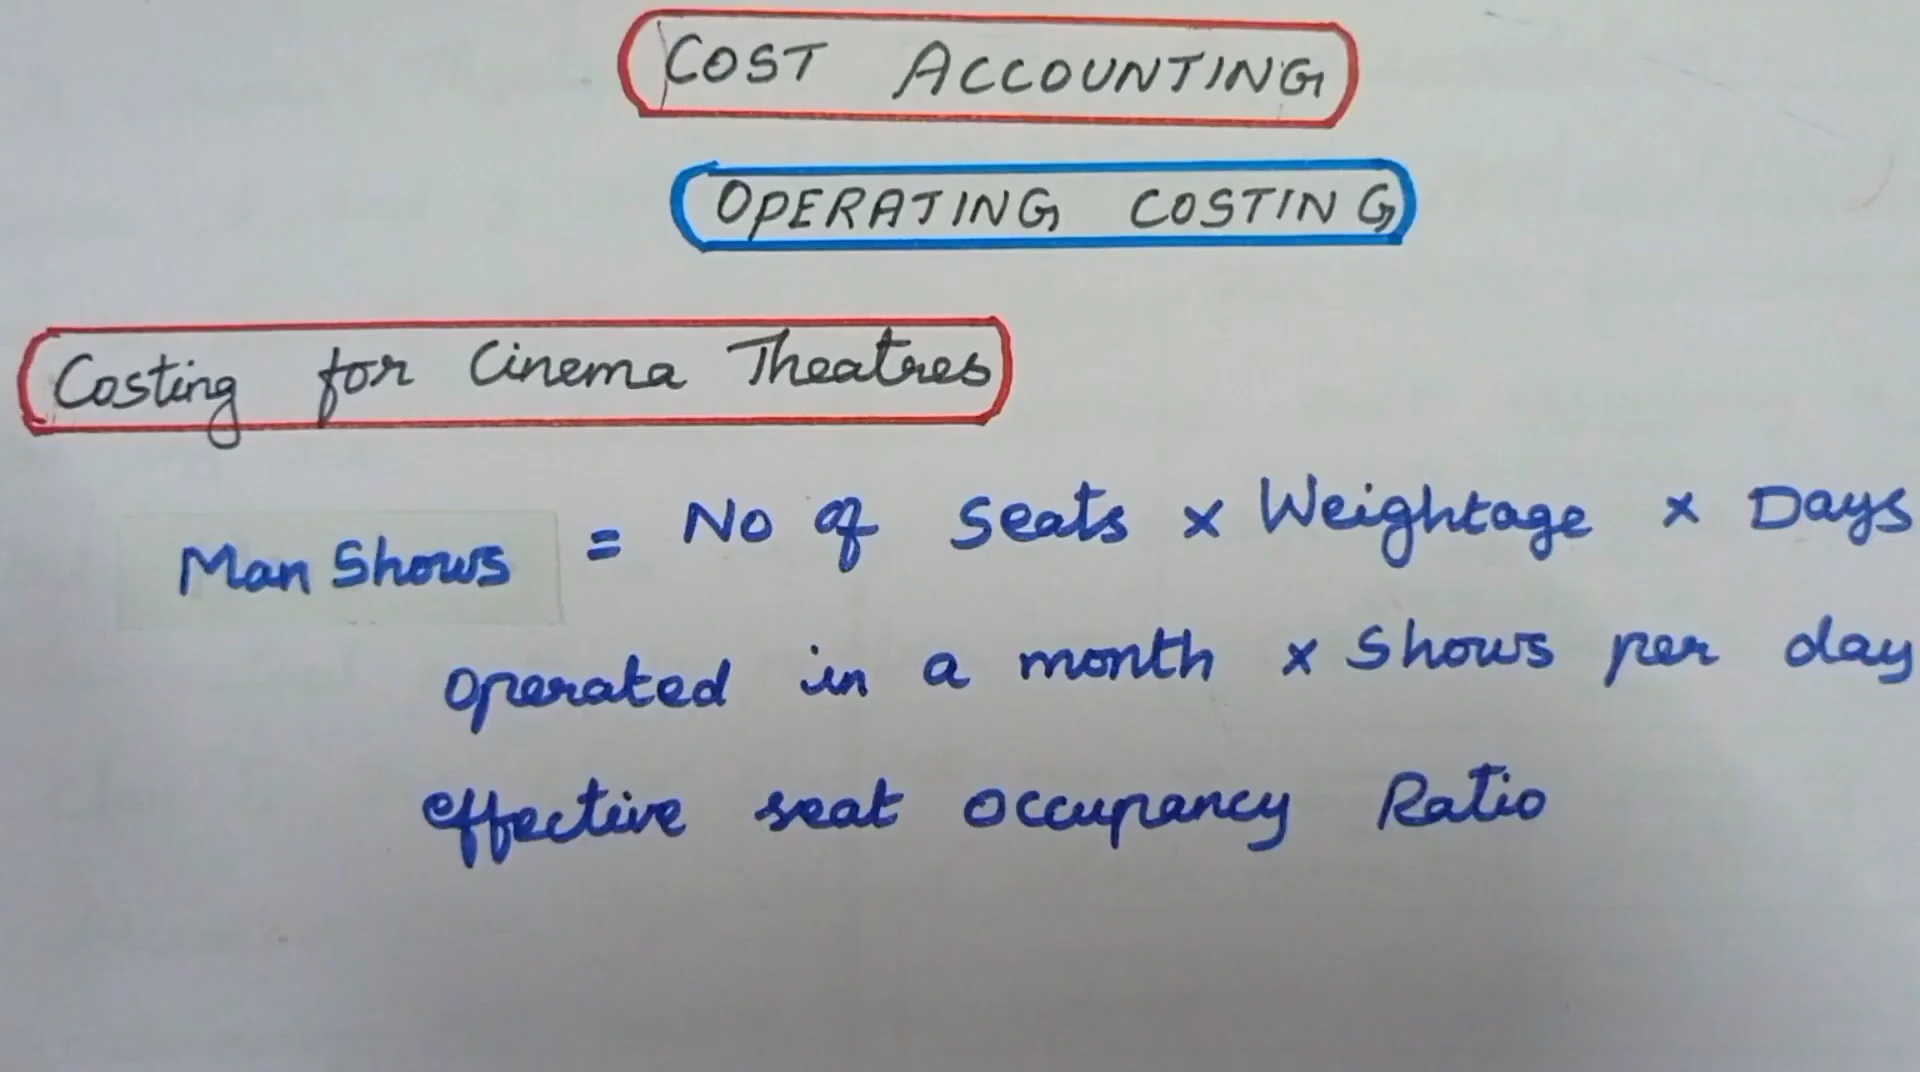 COST ACCOUNTING
OPERATING COSTING
Costing for Cinema Theatres
Man Shows = No of Seats x Weightage x Days
operated in a month x Shows per day
effective seat occupancy Ratio